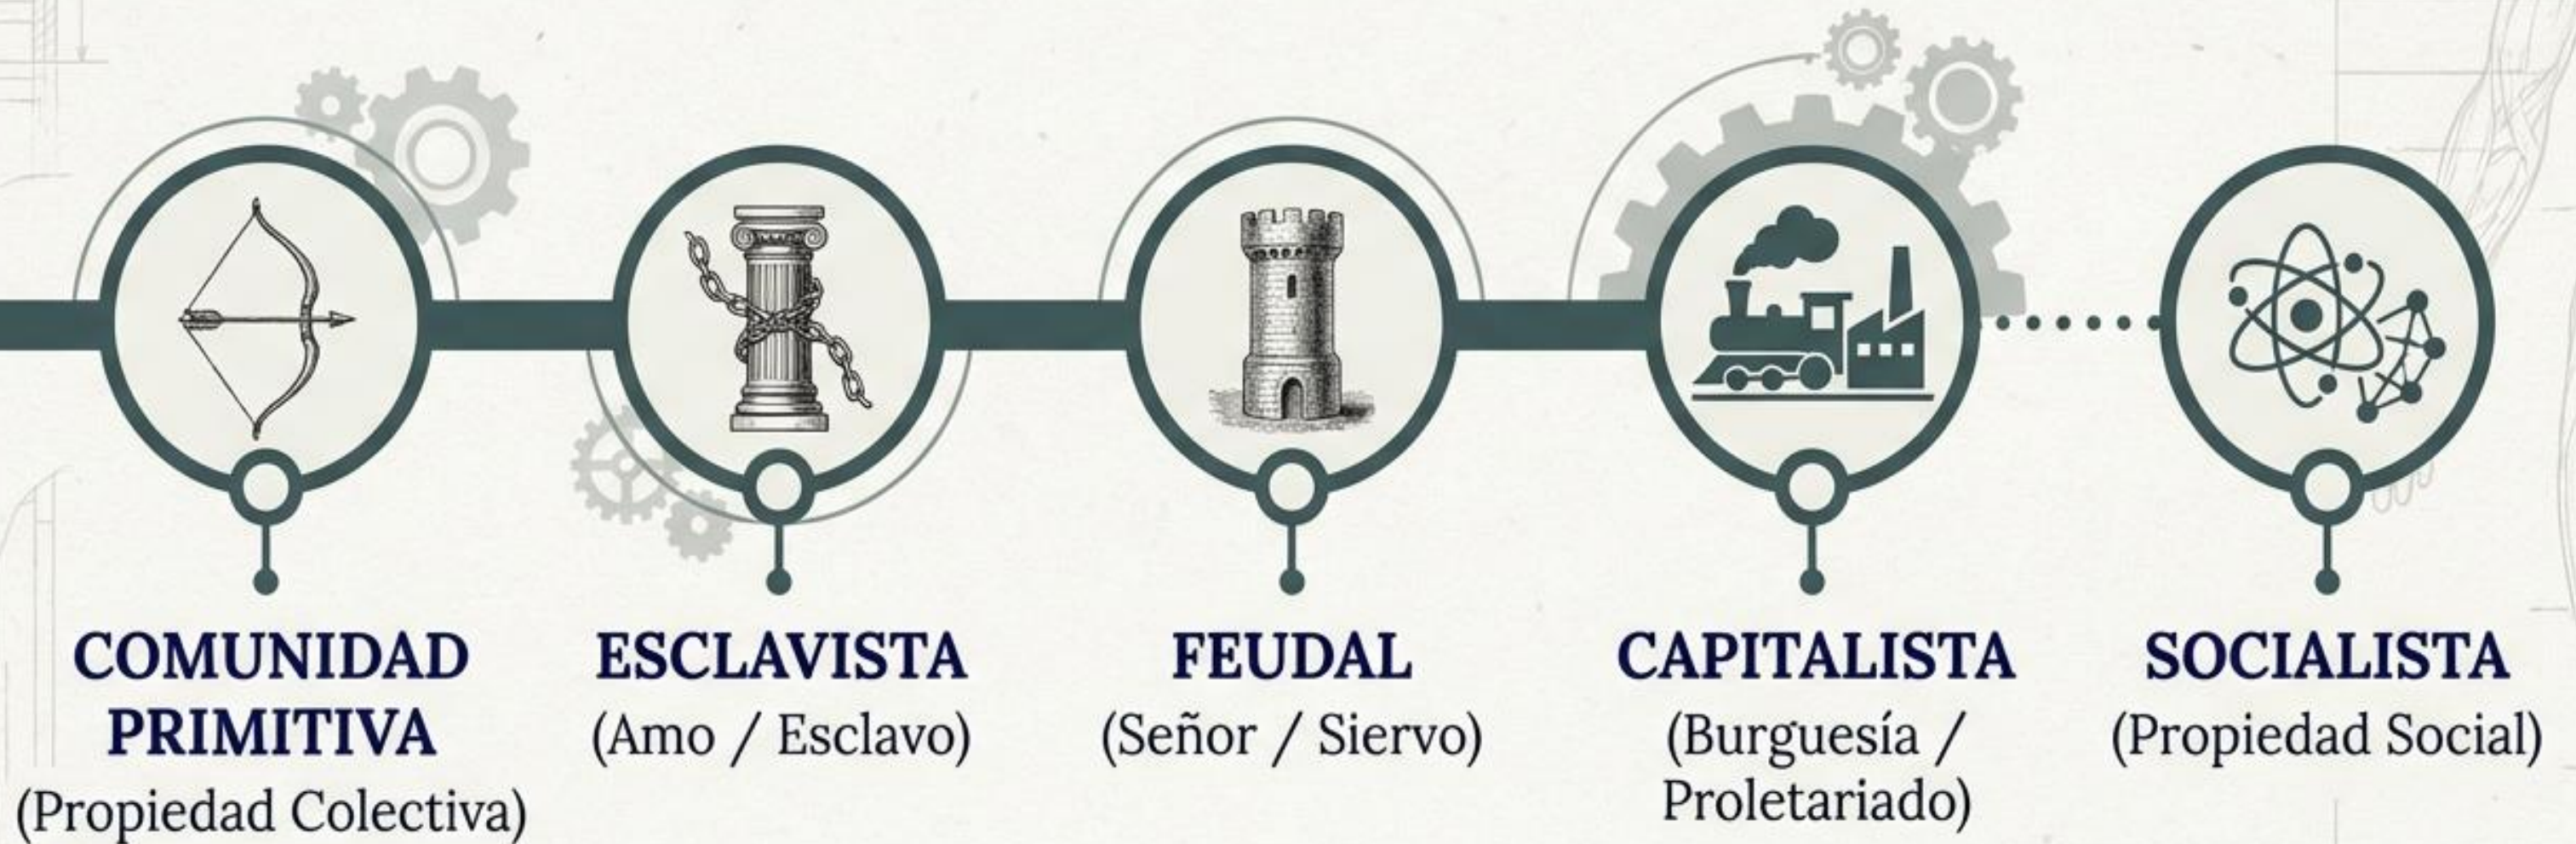 COMUNIDAD
PRIMITIVA
(Propiedad Colectiva)
ESCLAVISTA
(Amo / Esclavo)
FEUDAL
(Señor / Siervo)
CAPITALISTA
(Burguesía /
Proletariado)
SOCIALISTA
(Propiedad Social)